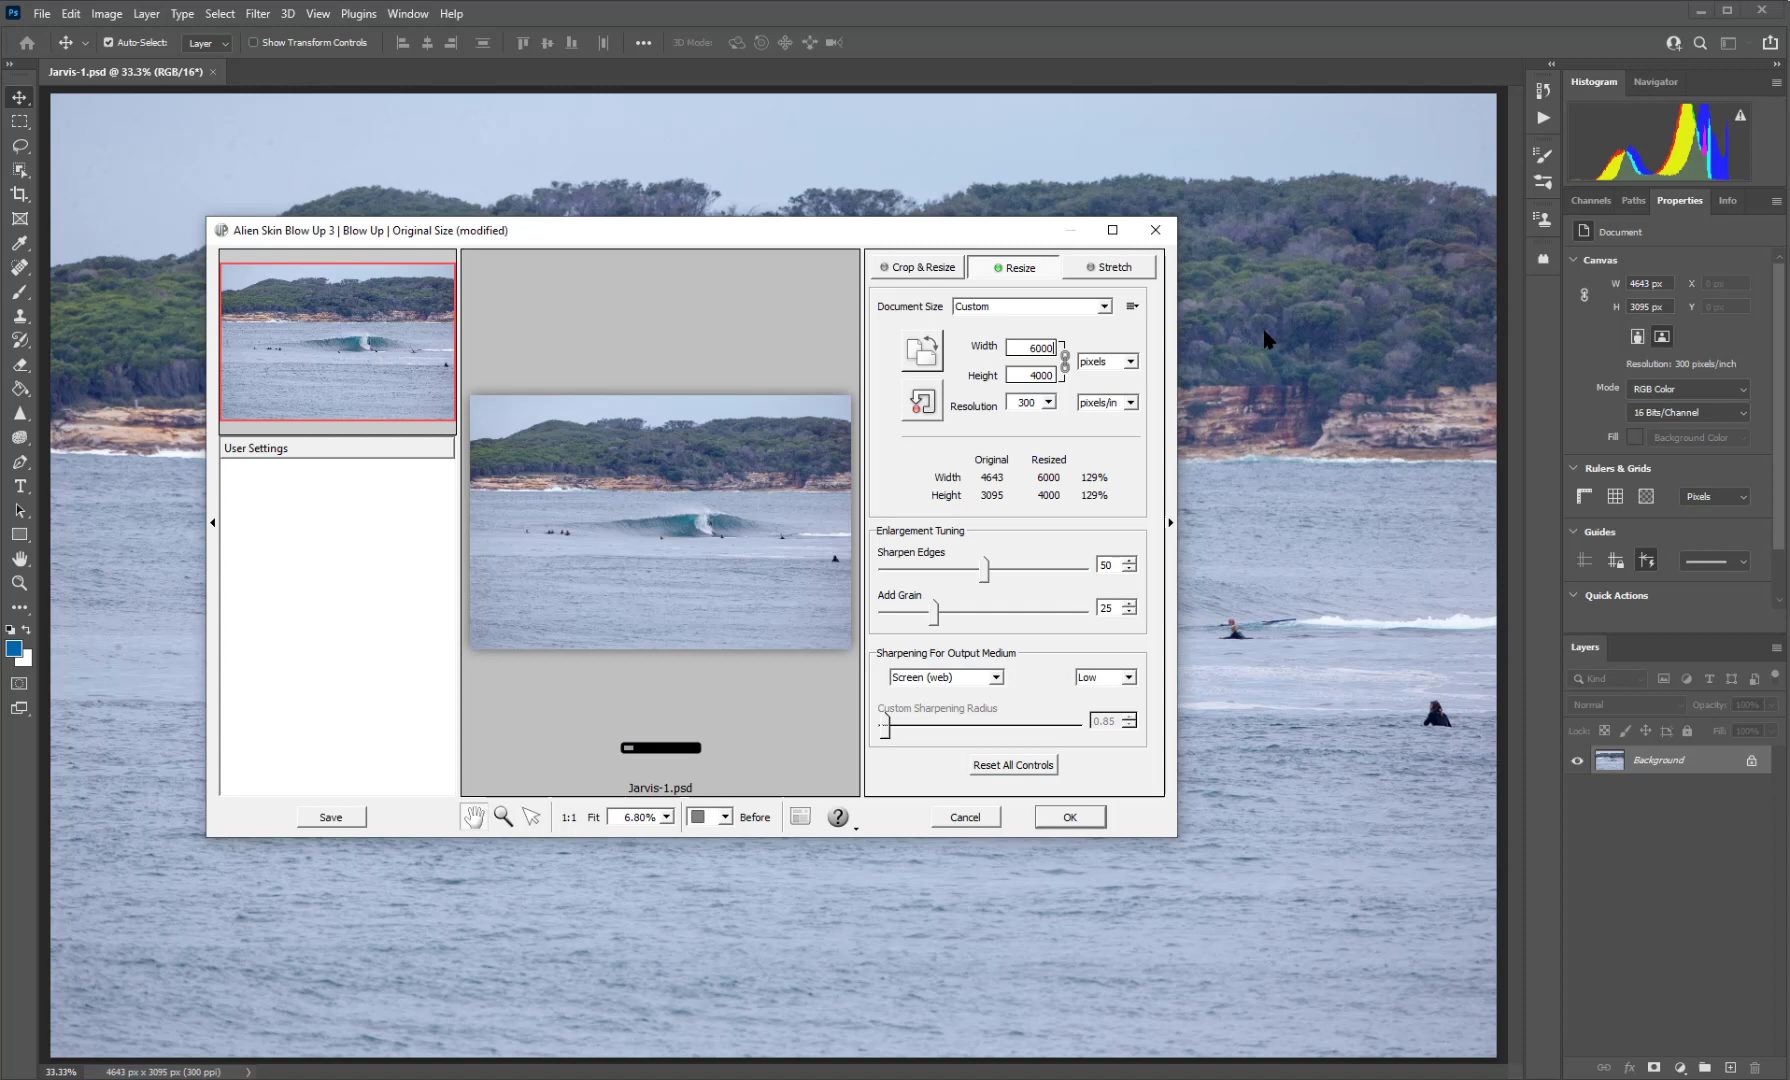 Ps File Edit Image Layer Type Select Filter 3D View Plugins Window Help
Auto-Select: Layer Show Transform Controls ••• 3D Mode:
Jarvis-1.psd @ 33.3% (RGB/16*) ×
Alien Skin Blow Up 3 | Blow Up | Original Size (modified)
User Settings
Save
Jarvis-1.psd
1:1 Fit 6.80% Before ?
Crop & Resize Resize Stretch
Document Size Custom
Width 6000
pixels
Height 4000
Resolution 300 pixels/in
Original Resized
Width 4643 6000 129%
Height 3095 4000 129%
Enlargement Tuning
Sharpen Edges
50
Add Grain
25
Sharpening For Output Medium
Screen (web) Low
Custom Sharpening Radius
0.85
Reset All Controls
Cancel OK
Histogram Navigator
Channels Paths Properties Info
Document
Canvas
W 4643 px X 0 px
H 3095 px Y 0 px
Resolution: 300 pixels/inch
Mode RGB Color
16 Bits/Channel
Fill Background Color
Rulers & Grids
Pixels
Guides
Quick Actions
Layers
Kind
Normal Opacity: 100%
Lock: Fill: 100%
Background
fx
33.33% 4643 px x 3095 px (300 ppi)